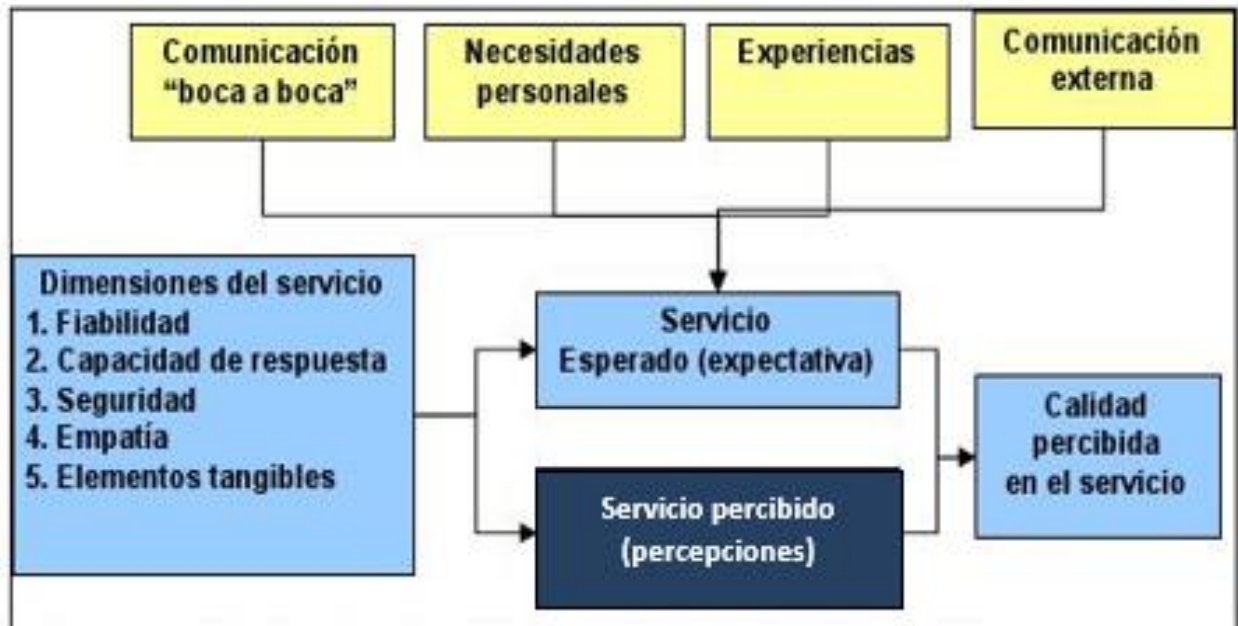 Comunicación
“boca a boca”
Necesidades
personales
Experiencias
Comunicación
externa
Dimensiones del servicio
1. Fiabilidad
2. Capacidad de respuesta
3. Seguridad
4. Empatía
5. Elementos tangibles
Servicio
Esperado (expectativa)
Servicio percibido
(percepciones)
Calidad
percibida
en el servicio